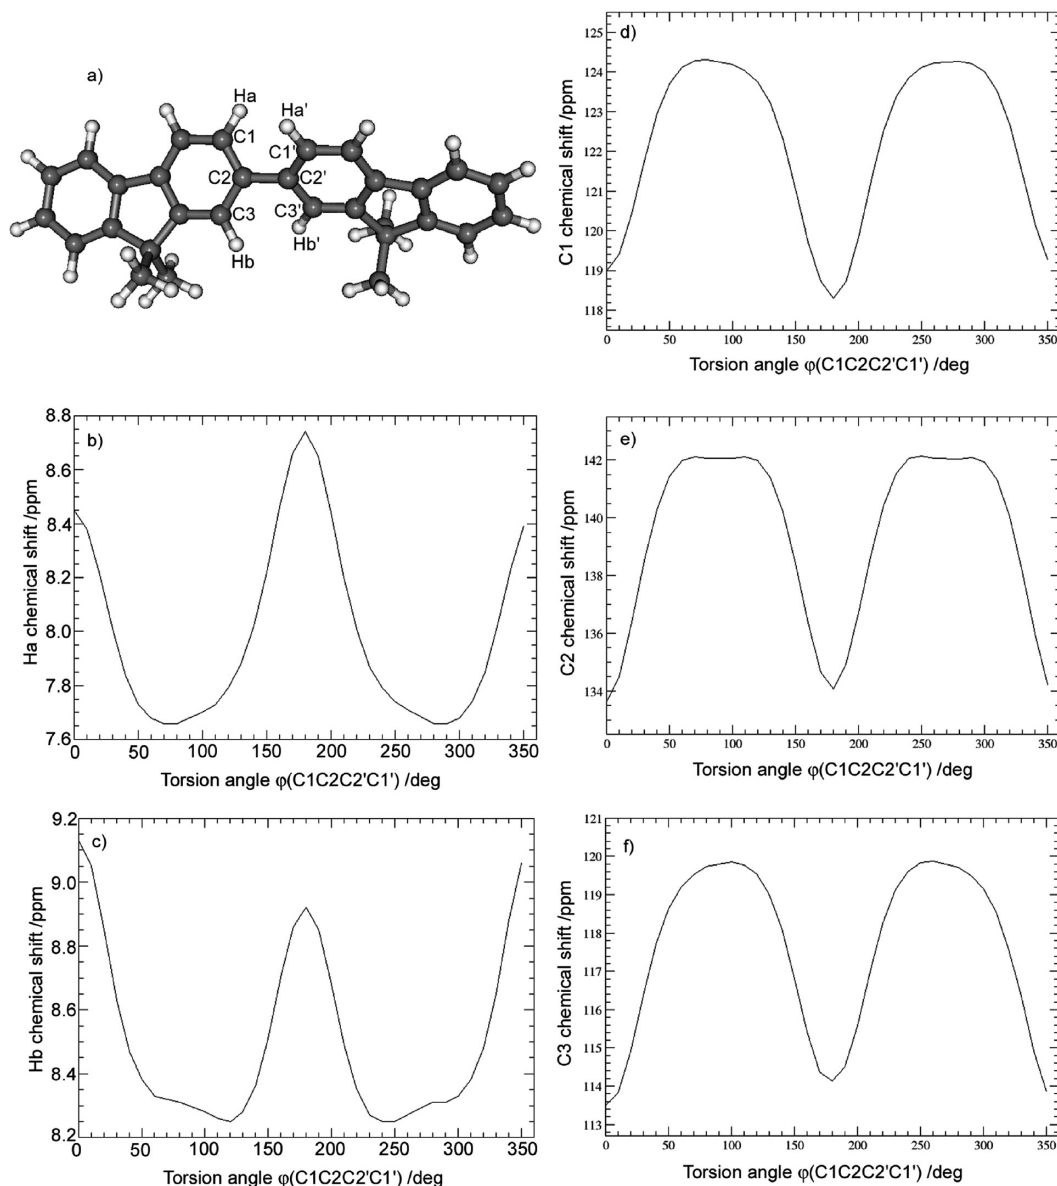 a)
Ha
Ha'
C1
C1'
C2
C2'
C3
C3'
Hb
Hb'
b)
8.8
8.6
8.4
8.2
8.0
7.8
7.6
Ha chemical shift /ppm
0 50 100 150 200 250 300 350
Torsion angle φ(C1C2C2'C1') /deg
c)
9.2
9.0
8.8
8.6
8.4
8.2
Hb chemical shift /ppm
0 50 100 150 200 250 300 350
Torsion angle φ(C1C2C2'C1') /deg
d)
125
124
123
122
121
120
119
118
C1 chemical shift /ppm
0 50 100 150 200 250 300 350
Torsion angle φ(C1C2C2'C1') /deg
e)
142
140
138
136
134
C2 chemical shift /ppm
0 50 100 150 200 250 300 350
Torsion angle φ(C1C2C2'C1') /deg
f)
121
120
119
118
117
116
115
114
113
C3 chemical shift /ppm
0 50 100 150 200 250 300 350
Torsion angle φ(C1C2C2'C1') /deg